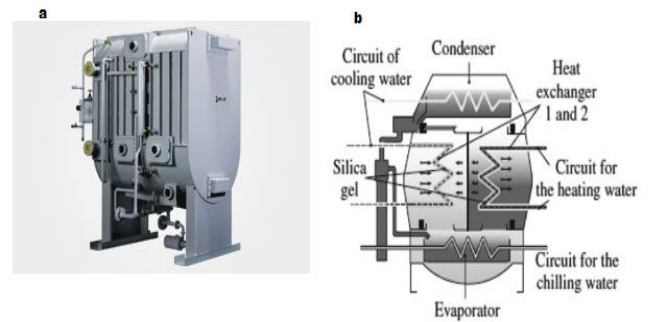 a
b
Circuit of
cooling water
Condenser
Heat
exchanger
1 and 2
Silica
gel
Circuit for
the heating water
Circuit for the
chilling water
Evaporator